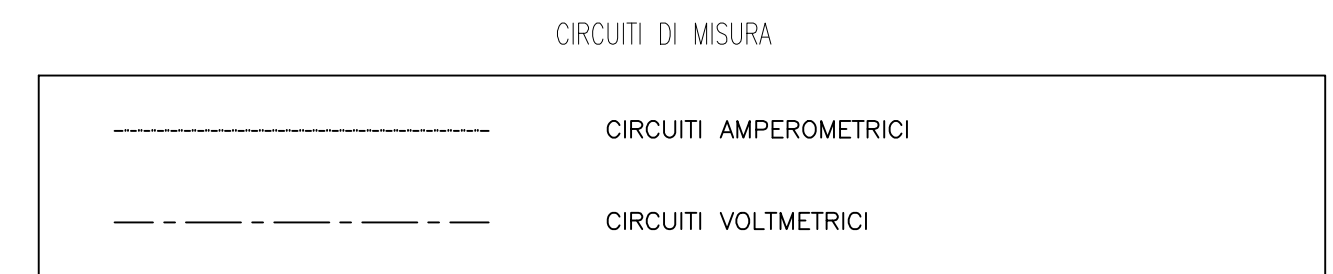 CIRCUITI DI MISURA
CIRCUITI AMPEROMETRICI
CIRCUITI VOLTMETRICI